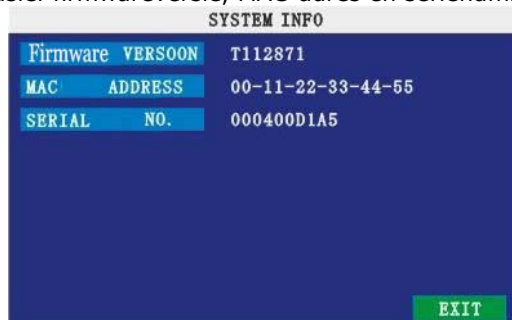 SYSTEM INFO
Firmware VERSOON T112871
MAC ADDRESS 00-11-22-33-44-55
SERIAL NO. 000400D1A5
EXIT